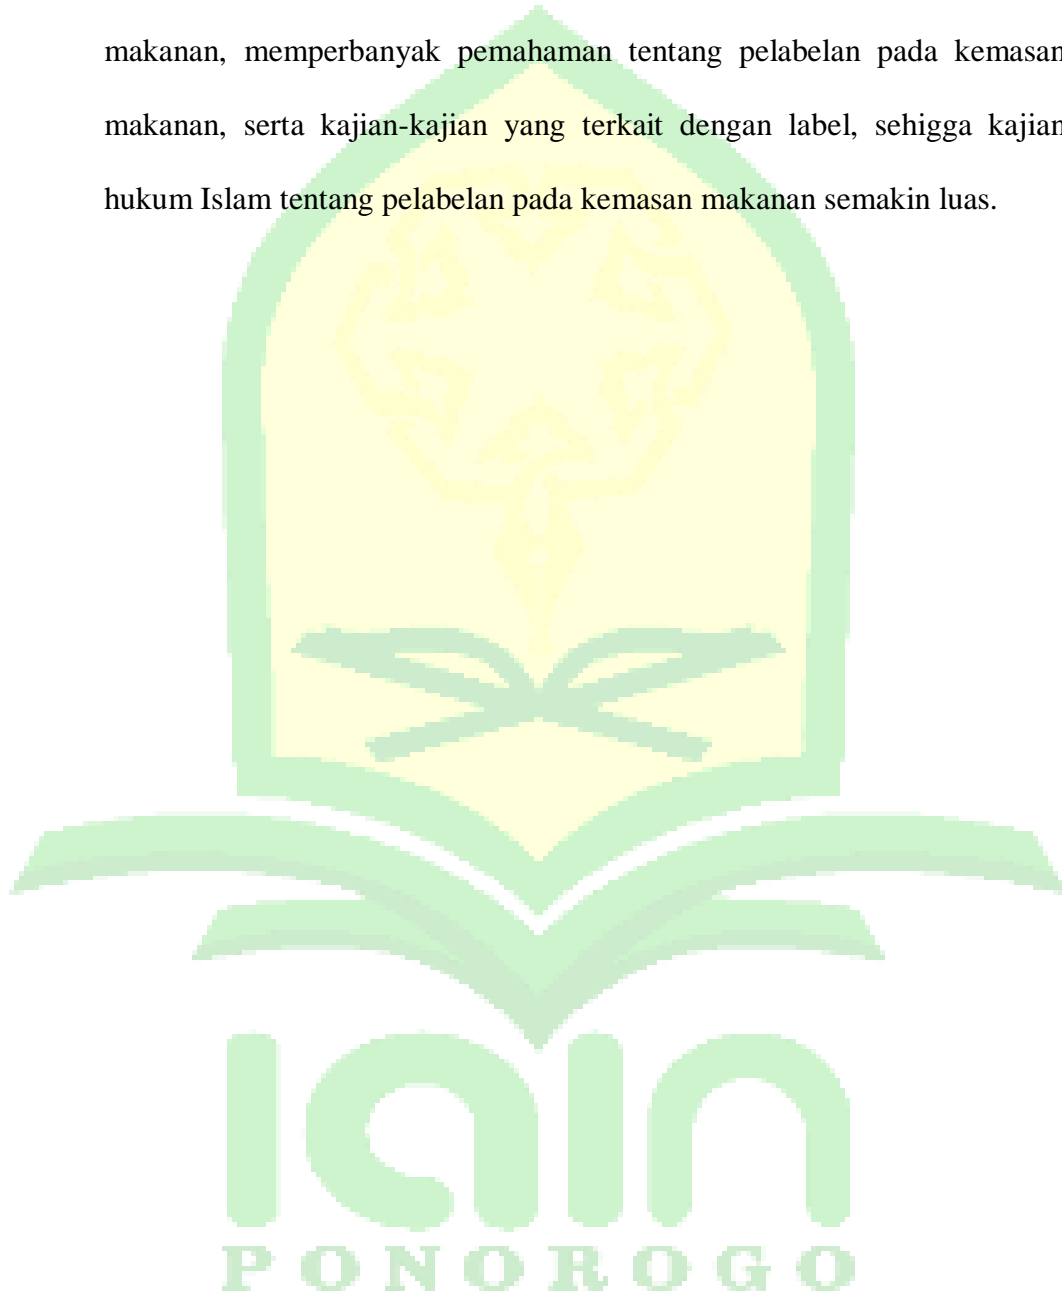 makanan, memperbanyak pemahaman tentang pelabelan pada kemasan
makanan, serta kajian-kajian yang terkait dengan label, sehigga kajian
hukum Islam tentang pelabelan pada kemasan makanan semakin luas.
iain
PONOROGO